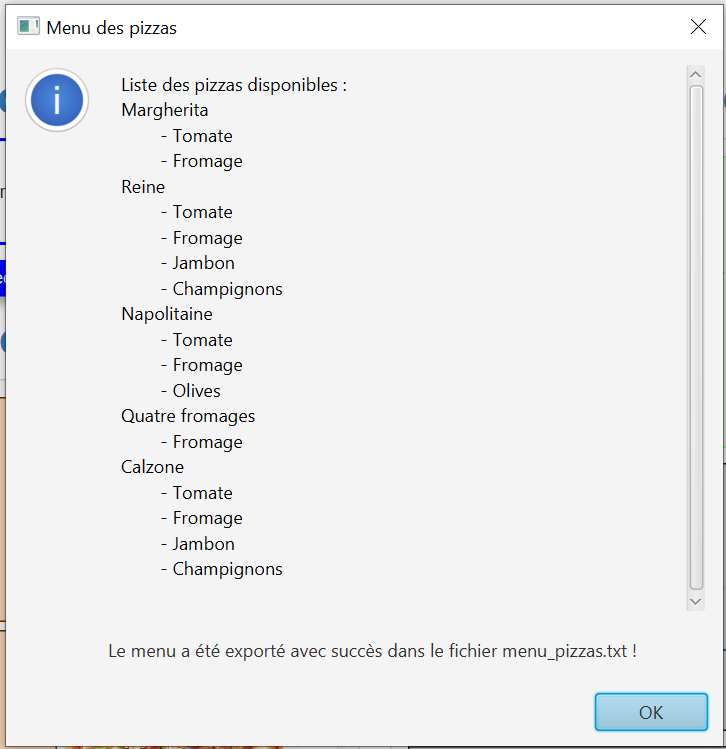 Menu des pizzas
Liste des pizzas disponibles :
Margherita
- Tomate
- Fromage
Reine
- Tomate
- Fromage
- Jambon
- Champignons
Napolitaine
- Tomate
- Fromage
- Olives
Quatre fromages
- Fromage
Calzone
- Tomate
- Fromage
- Jambon
- Champignons
Le menu a été exporté avec succès dans le fichier menu_pizzas.txt !
OK